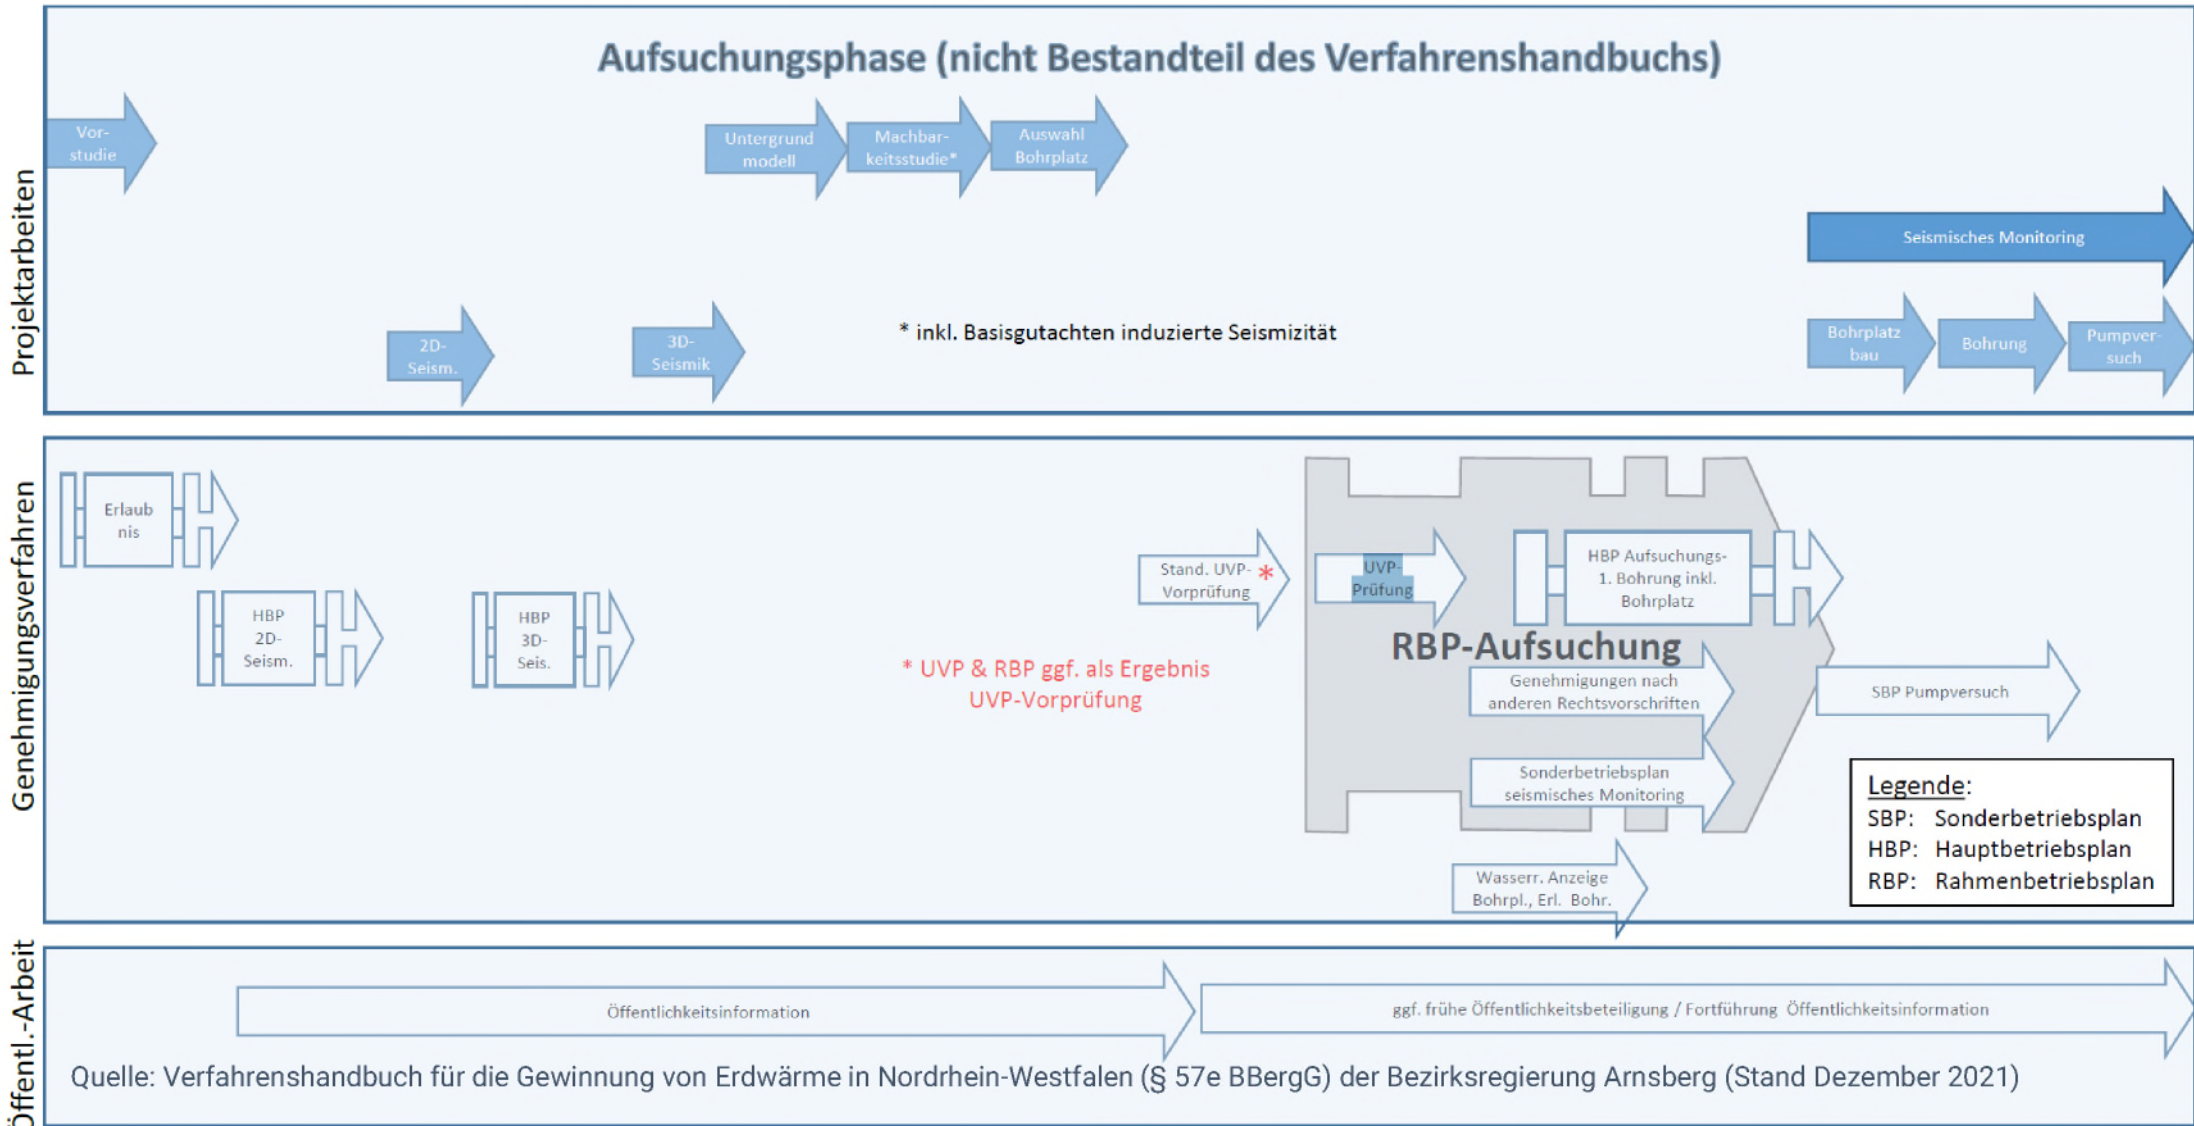 Aufsuchungsphase (nicht Bestandteil des Verfahrenshandbuchs)
Projektarbeiten
Vor-
studie
Untergrund
modell
Machbar-
keitsstudie*
Auswahl
Bohrplatz
Seismisches Monitoring
2D-
Seism.
3D-
Seismik
* inkl. Basisgutachten induzierte Seismizität
Bohrplatz
bau
Bohrung
Pumpver-
such
Genehmigungsverfahren
Erlaub
nis
HBP
2D-
Seism.
HBP
3D-
Seis.
Stand. UVP-
Vorprüfung
*
UVP-
Prüfung
HBP Aufsuchungs-
1. Bohrung inkl.
Bohrplatz
RBP-Aufsuchung
* UVP & RBP ggf. als Ergebnis
UVP-Vorprüfung
Genehmigungen nach
anderen Rechtsvorschriften
SBP Pumpversuch
Sonderbetriebsplan
seismisches Monitoring
Wasserr. Anzeige
Bohrpl., Erl. Bohr.
Legende:
SBP: Sonderbetriebsplan
HBP: Hauptbetriebsplan
RBP: Rahmenbetriebsplan
Öffentl.-Arbeit
Öffentlichkeitsinformation
ggf. frühe Öffentlichkeitsbeteiligung / Fortführung Öffentlichkeitsinformation
Quelle: Verfahrenshandbuch für die Gewinnung von Erdwärme in Nordrhein-Westfalen (§ 57e BBergG) der Bezirksregierung Arnsberg (Stand Dezember 2021)